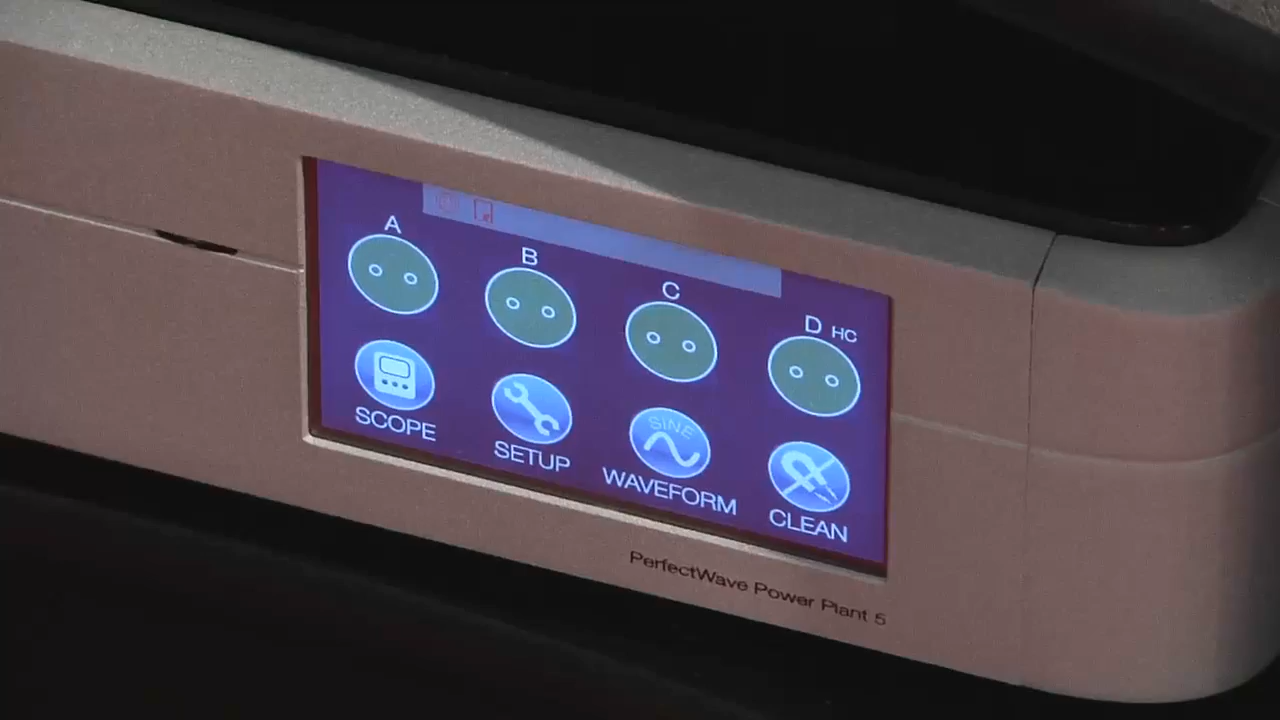 A
B
C
D HC
SCOPE
SETUP
SINE
WAVEFORM
CLEAN
PerfectWave Power Plant 5